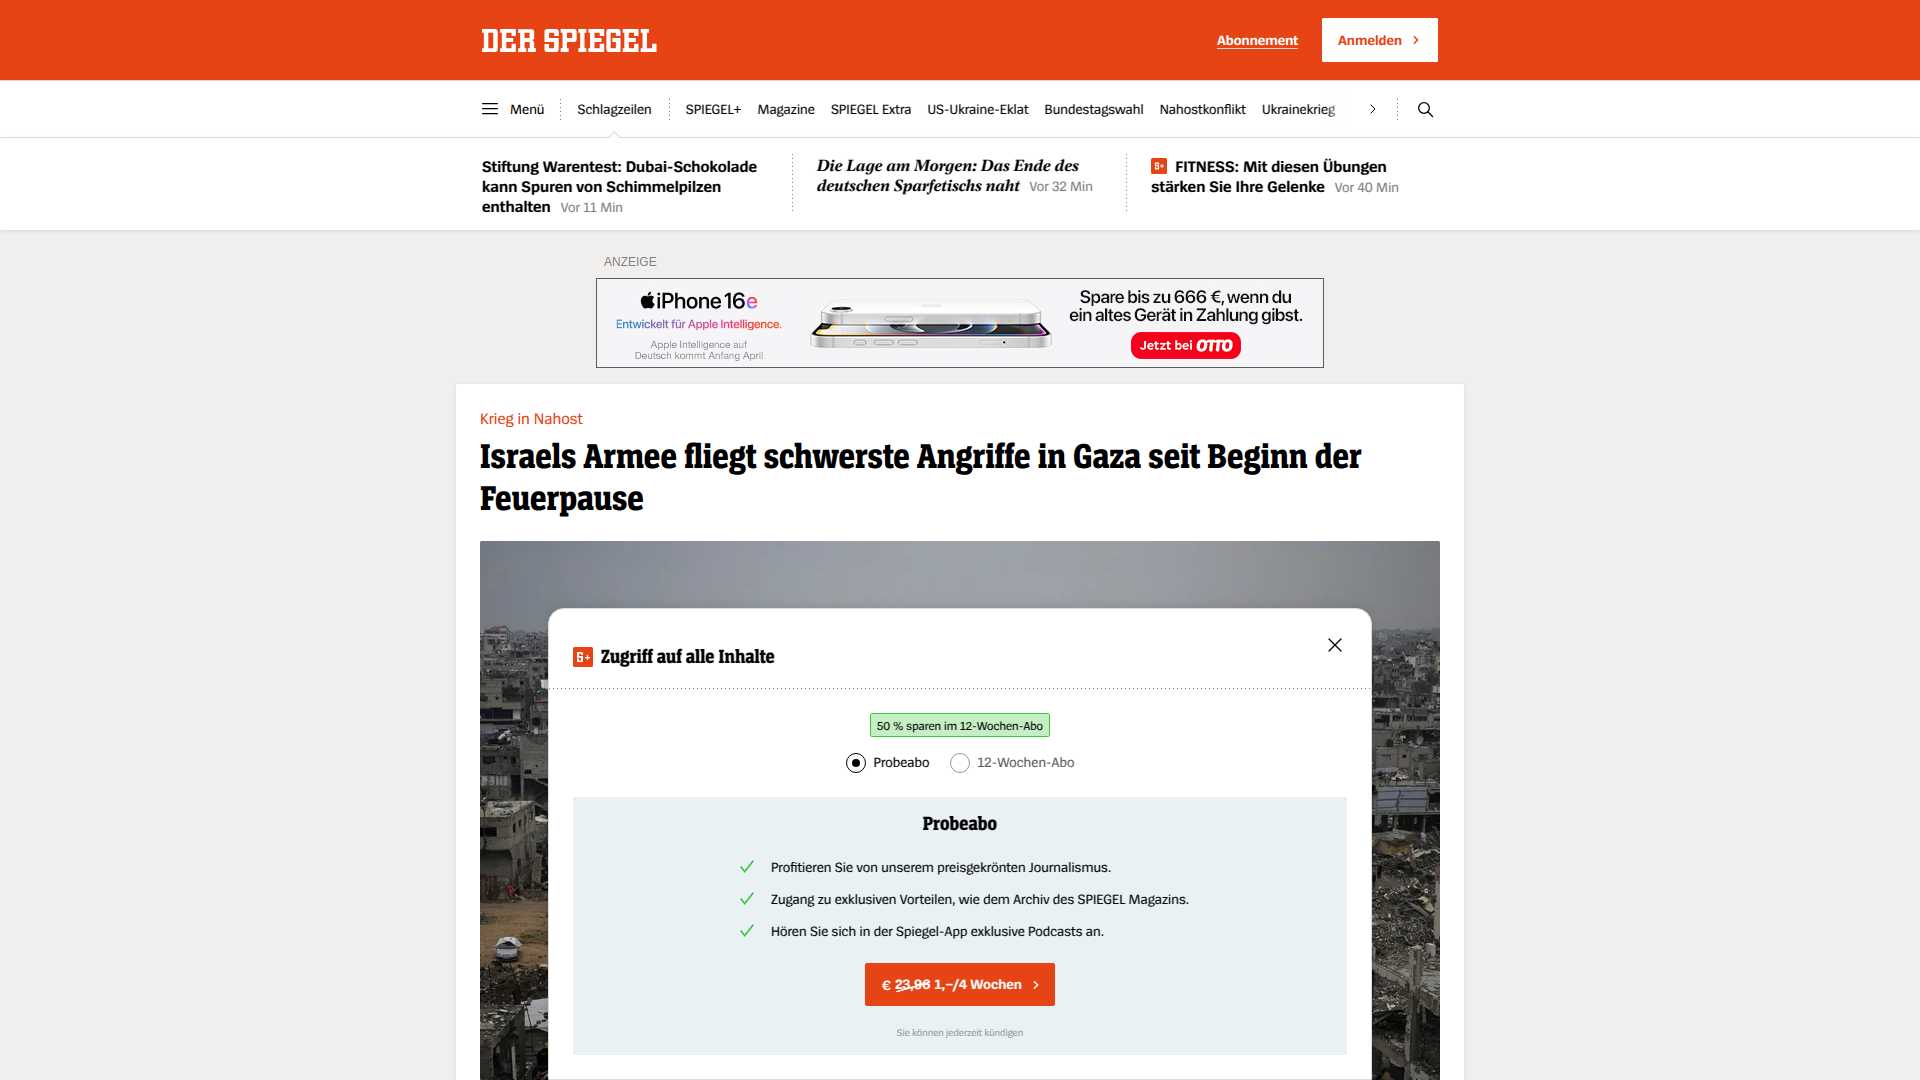 DER SPIEGEL
Abonnement
Anmelden
Menü
Schlagzeilen
SPIEGEL+
Magazine
SPIEGEL Extra
US-Ukraine-Eklat
Bundestagswahl
Nahostkonflikt
Ukrainekrieg
Stiftung Warentest: Dubai-Schokolade
kann Spuren von Schimmelpilzen
enthalten Vor 11 Min
Die Lage am Morgen: Das Ende des
deutschen Sparfetischs naht Vor 32 Min
S+ FITNESS: Mit diesen Übungen
stärken Sie Ihre Gelenke Vor 40 Min
ANZEIGE
iPhone 16e
Entwickelt für Apple Intelligence.
Apple Intelligence auf
Deutsch kommt Anfang April
Spare bis zu 666 €, wenn du
ein altes Gerät in Zahlung gibst.
Jetzt bei OTTO
Krieg in Nahost
Israels Armee fliegt schwerste Angriffe in Gaza seit Beginn der
Feuerpause
S+ Zugriff auf alle Inhalte
50 % sparen im 12-Wochen-Abo
Probeabo
12-Wochen-Abo
Probeabo
Profitieren Sie von unserem preisgekrönten Journalismus.
Zugang zu exklusiven Vorteilen, wie dem Archiv des SPIEGEL Magazins.
Hören Sie sich in der Spiegel-App exklusive Podcasts an.
€ 23,96 1,–/4 Wochen
Sie können jederzeit kündigen